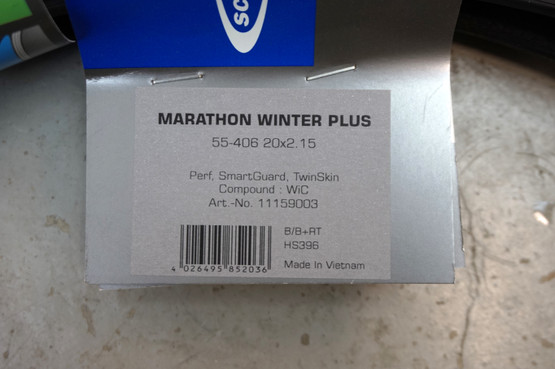 sc
MARATHON WINTER PLUS
55-406 20x2.15
Perf, SmartGuard, TwinSkin
Compound : WiC
Art.-No. 11159003
B/B+RT
HS396
4 026495 852036
Made In Vietnam